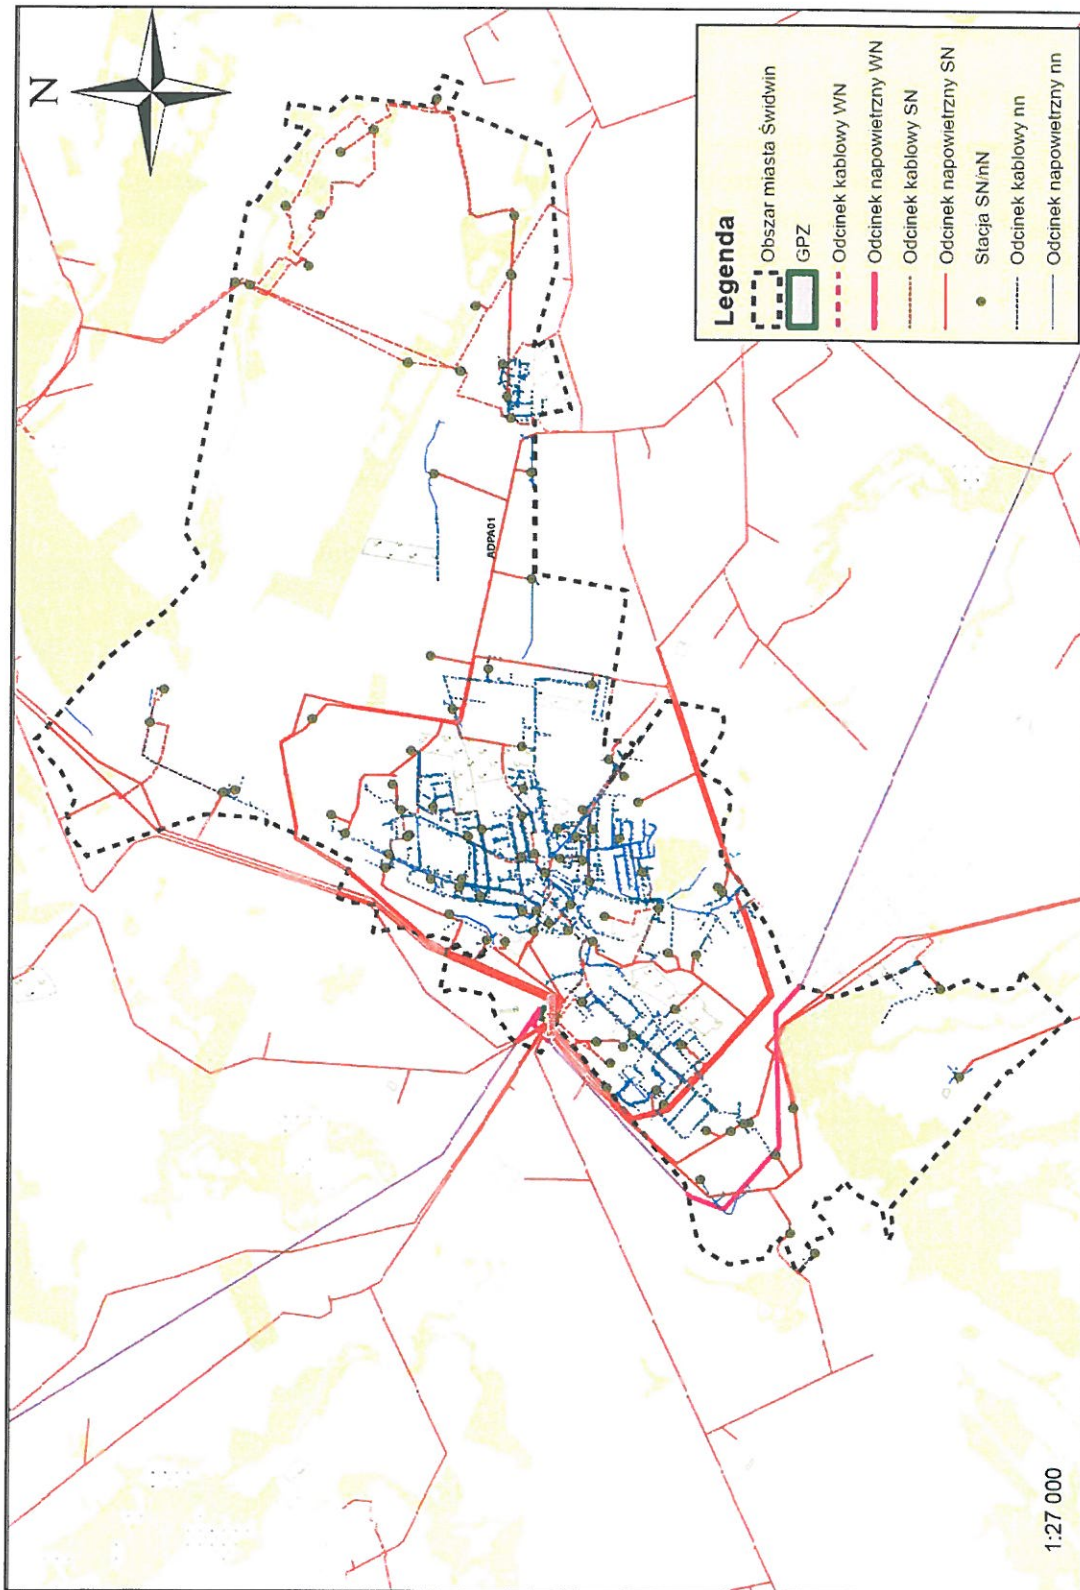 N
ADPA01
Legenda
Obszar miasta Świdwin
GPZ
Odcinek kablowy WN
Odcinek napowietrzny WN
Odcinek kablowy SN
Odcinek napowietrzny SN
Stacja SN/nN
Odcinek kablowy nn
Odcinek napowietrzny nn
1:27 000